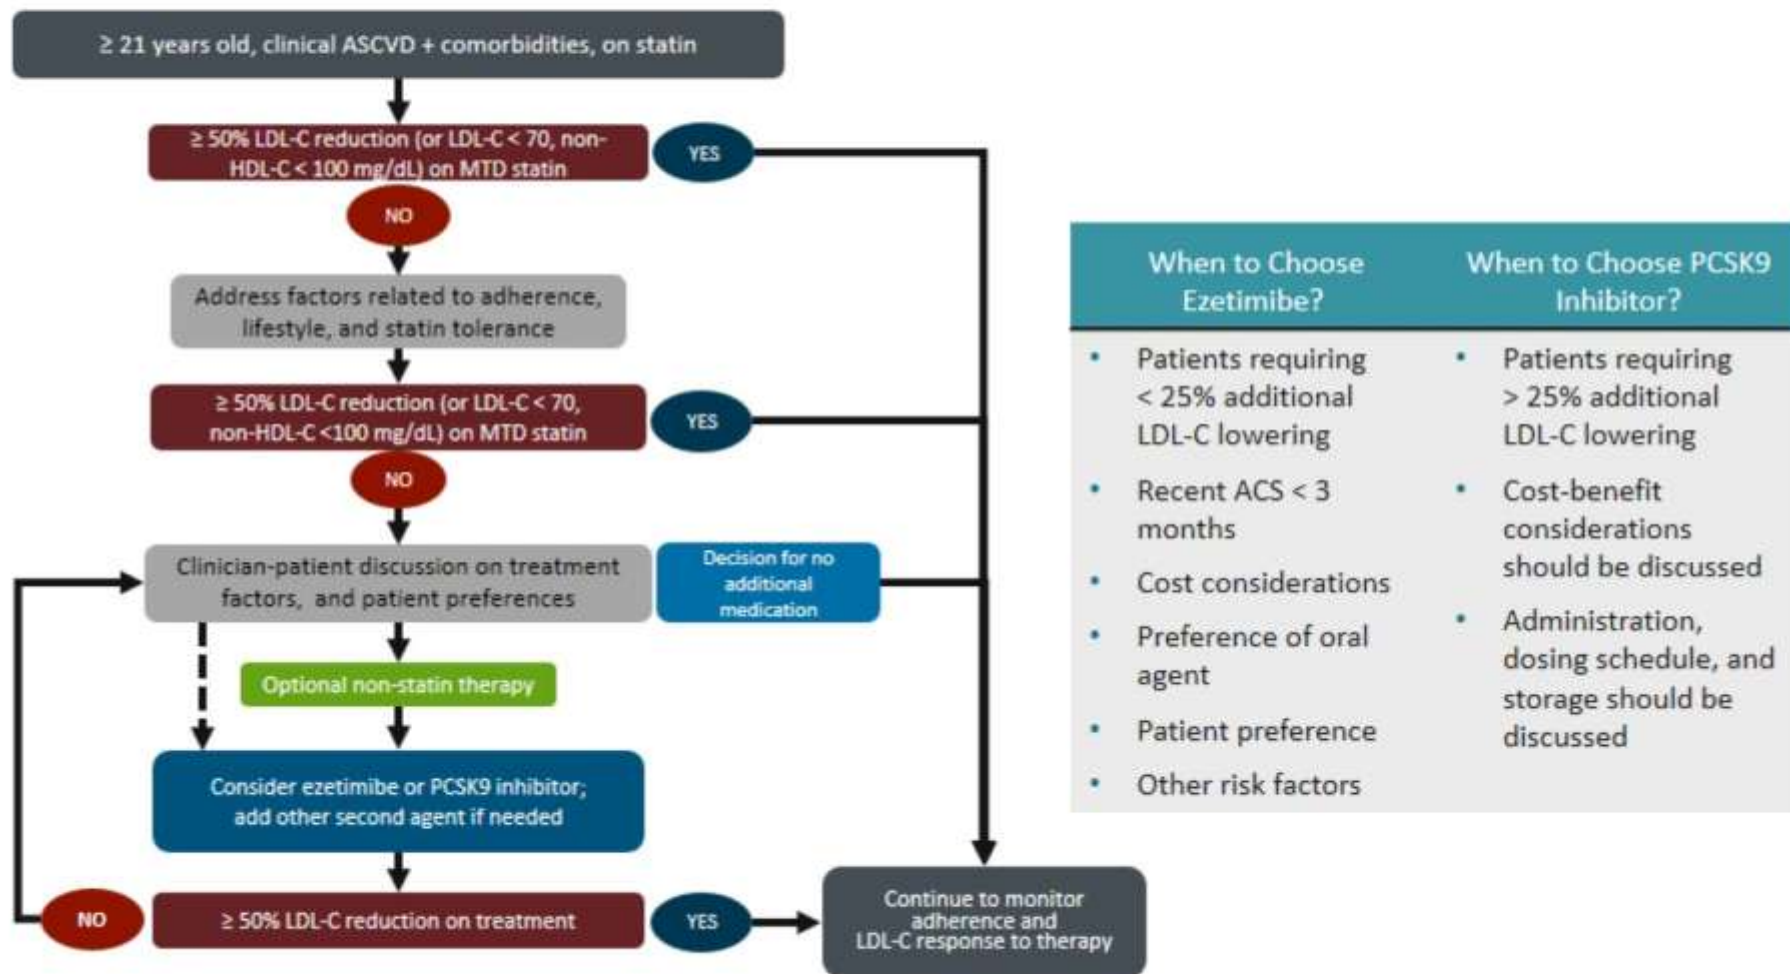 ≥ 21 years old, clinical ASCVD + comorbidities, on statin
≥ 50% LDL-C reduction (or LDL-C < 70, non-
HDL-C < 100 mg/dL) on MTD statin
YES
NO
Address factors related to adherence,
lifestyle, and statin tolerance
≥ 50% LDL-C reduction (or LDL-C < 70,
non-HDL-C <100 mg/dL) on MTD statin
YES
NO
Clinician-patient discussion on treatment
factors, and patient preferences
Decision for no
additional
medication
Optional non-statin therapy
Consider ezetimibe or PCSK9 inhibitor;
add other second agent if needed
NO
≥ 50% LDL-C reduction on treatment
YES
Continue to monitor
adherence and
LDL-C response to therapy
When to Choose
Ezetimibe?
• Patients requiring
< 25% additional
LDL-C lowering
• Recent ACS < 3
months
• Cost considerations
• Preference of oral
agent
• Patient preference
• Other risk factors
When to Choose PCSK9
Inhibitor?
• Patients requiring
> 25% additional
LDL-C lowering
• Cost-benefit
considerations
should be discussed
• Administration,
dosing schedule, and
storage should be
discussed